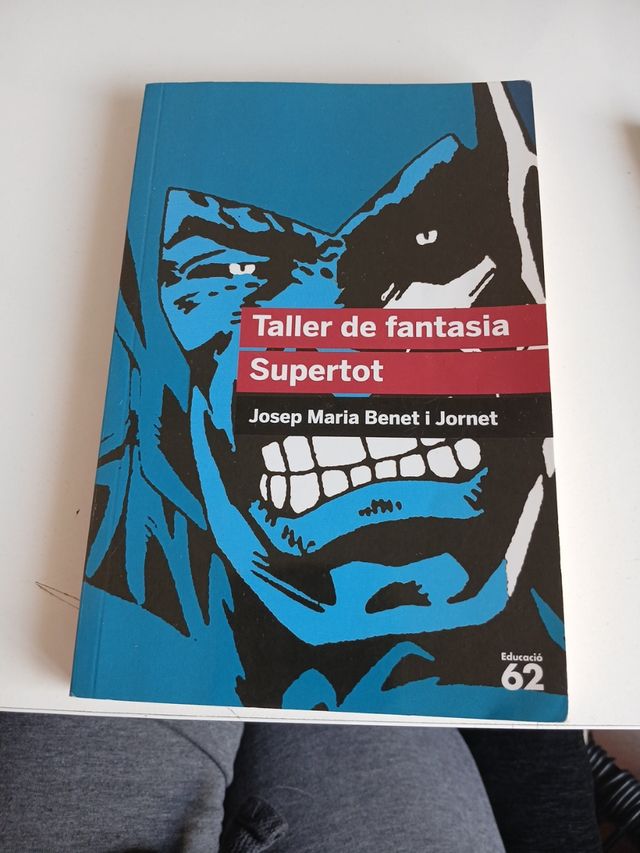 Taller de fantasia
Supertot
Josep Maria Benet i Jornet
Educació
62